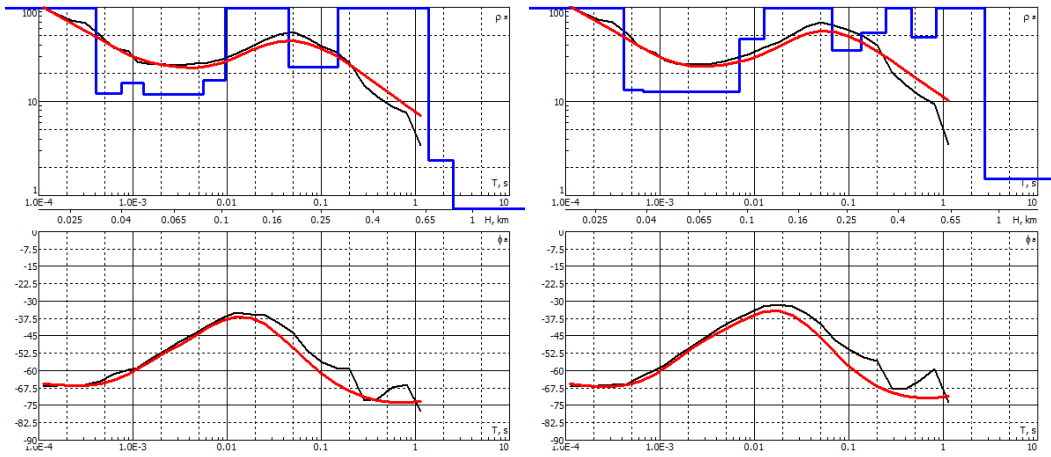 100 ρa 100 ρa
10 10
1 T, s 1 T, s
1.0E-4 1.0E-3 0.01 0.1 1 10 1.0E-4 1.0E-3 0.01 0.1 1 10
0.025 0.04 0.065 0.1 0.16 0.25 0.4 0.65 H, km 1 0.025 0.04 0.065 0.1 0.16 0.25 0.4 0.65 1 H, km
0 ϕa 0 ϕa
-7.5 -7.5
-15 -15
-22.5 -22.5
-30 -30
-37.5 -37.5
-45 -45
-52.5 -52.5
-60 -60
-67.5 -67.5
-75 -75
-82.5 -82.5
-90 T, s -90 T, s
1.0E-4 1.0E-3 0.01 0.1 1 10 1.0E-4 1.0E-3 0.01 0.1 1 10